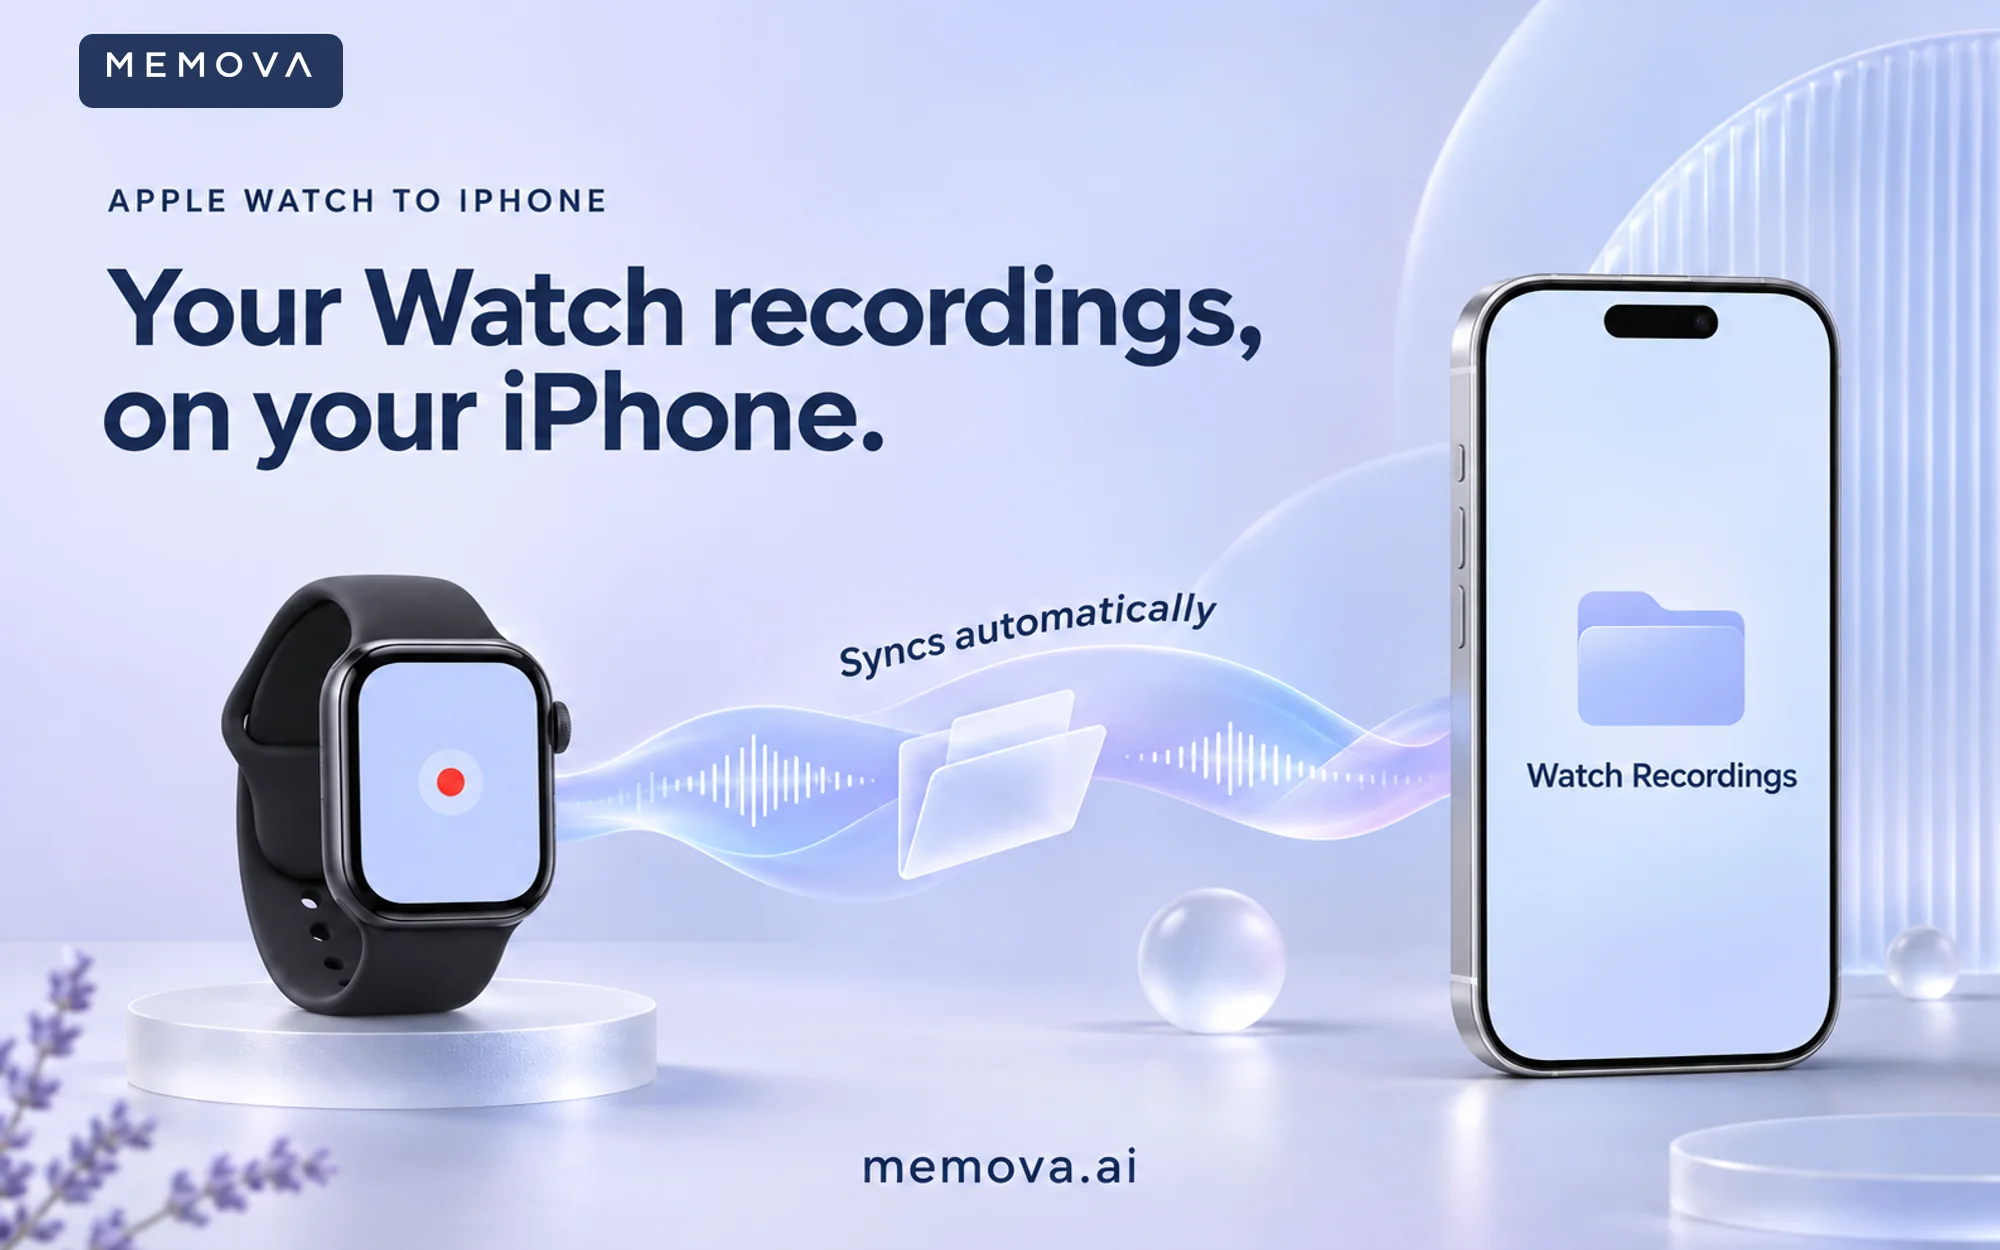 MEMOVA
APPLE WATCH TO IPHONE
Your Watch recordings,
on your iPhone.
Syncs automatically
Watch Recordings
memova.ai